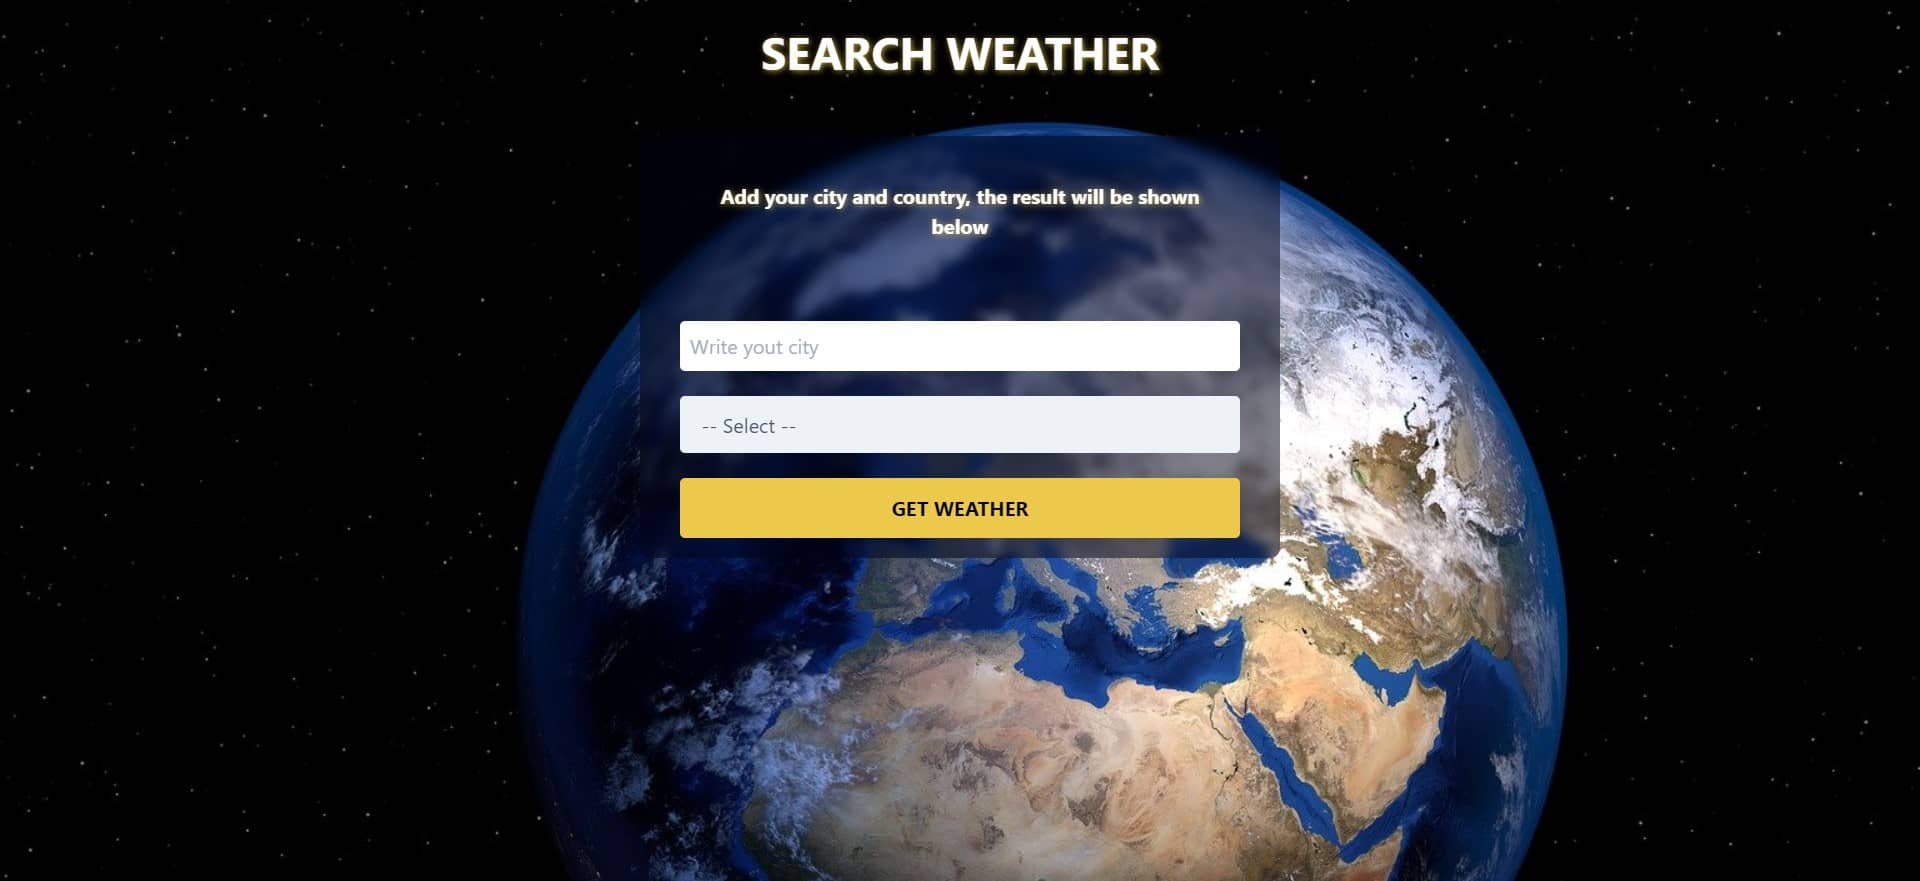 SEARCH WEATHER
Add your city and country, the result will be shown
below
Write yout city
-- Select --
GET WEATHER